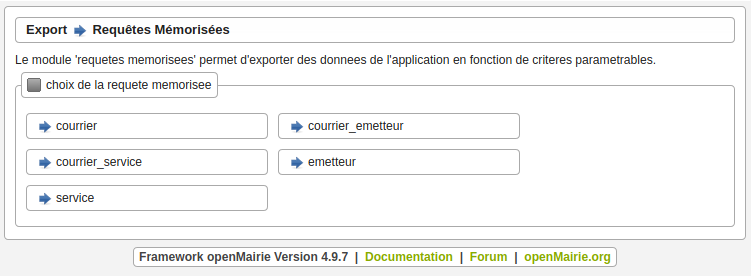 Export Requêtes Mémorisées
Le module 'requetes memorisees' permet d'exporter des donnees de l'application en fonction de criteres parametrables.
choix de la requete memorisee
courrier courrier_emetteur
courrier_service emetteur
service
Framework openMairie Version 4.9.7 | Documentation | Forum | openMairie.org